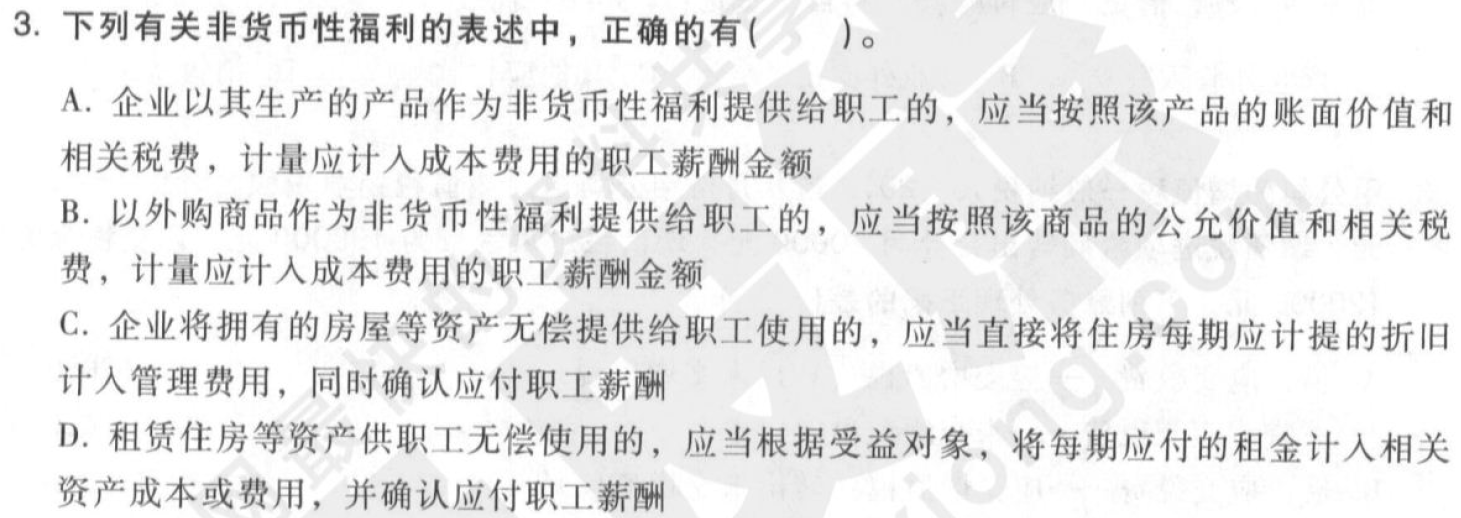 3. 下列有关非货币性福利的表述中，正确的有(　　)。
A. 企业以其生产的产品作为非货币性福利提供给职工的，应当按照该产品的账面价值和
相关税费，计量应计入成本费用的职工薪酬金额
B. 以外购商品作为非货币性福利提供给职工的，应当按照该商品的公允价值和相关税
费，计量应计入成本费用的职工薪酬金额
C. 企业将拥有的房屋等资产无偿提供给职工使用的，应当直接将住房每期应计提的折旧
计入管理费用，同时确认应付职工薪酬
D. 租赁住房等资产供职工无偿使用的，应当根据受益对象，将每期应付的租金计入相关
资产成本或费用，并确认应付职工薪酬